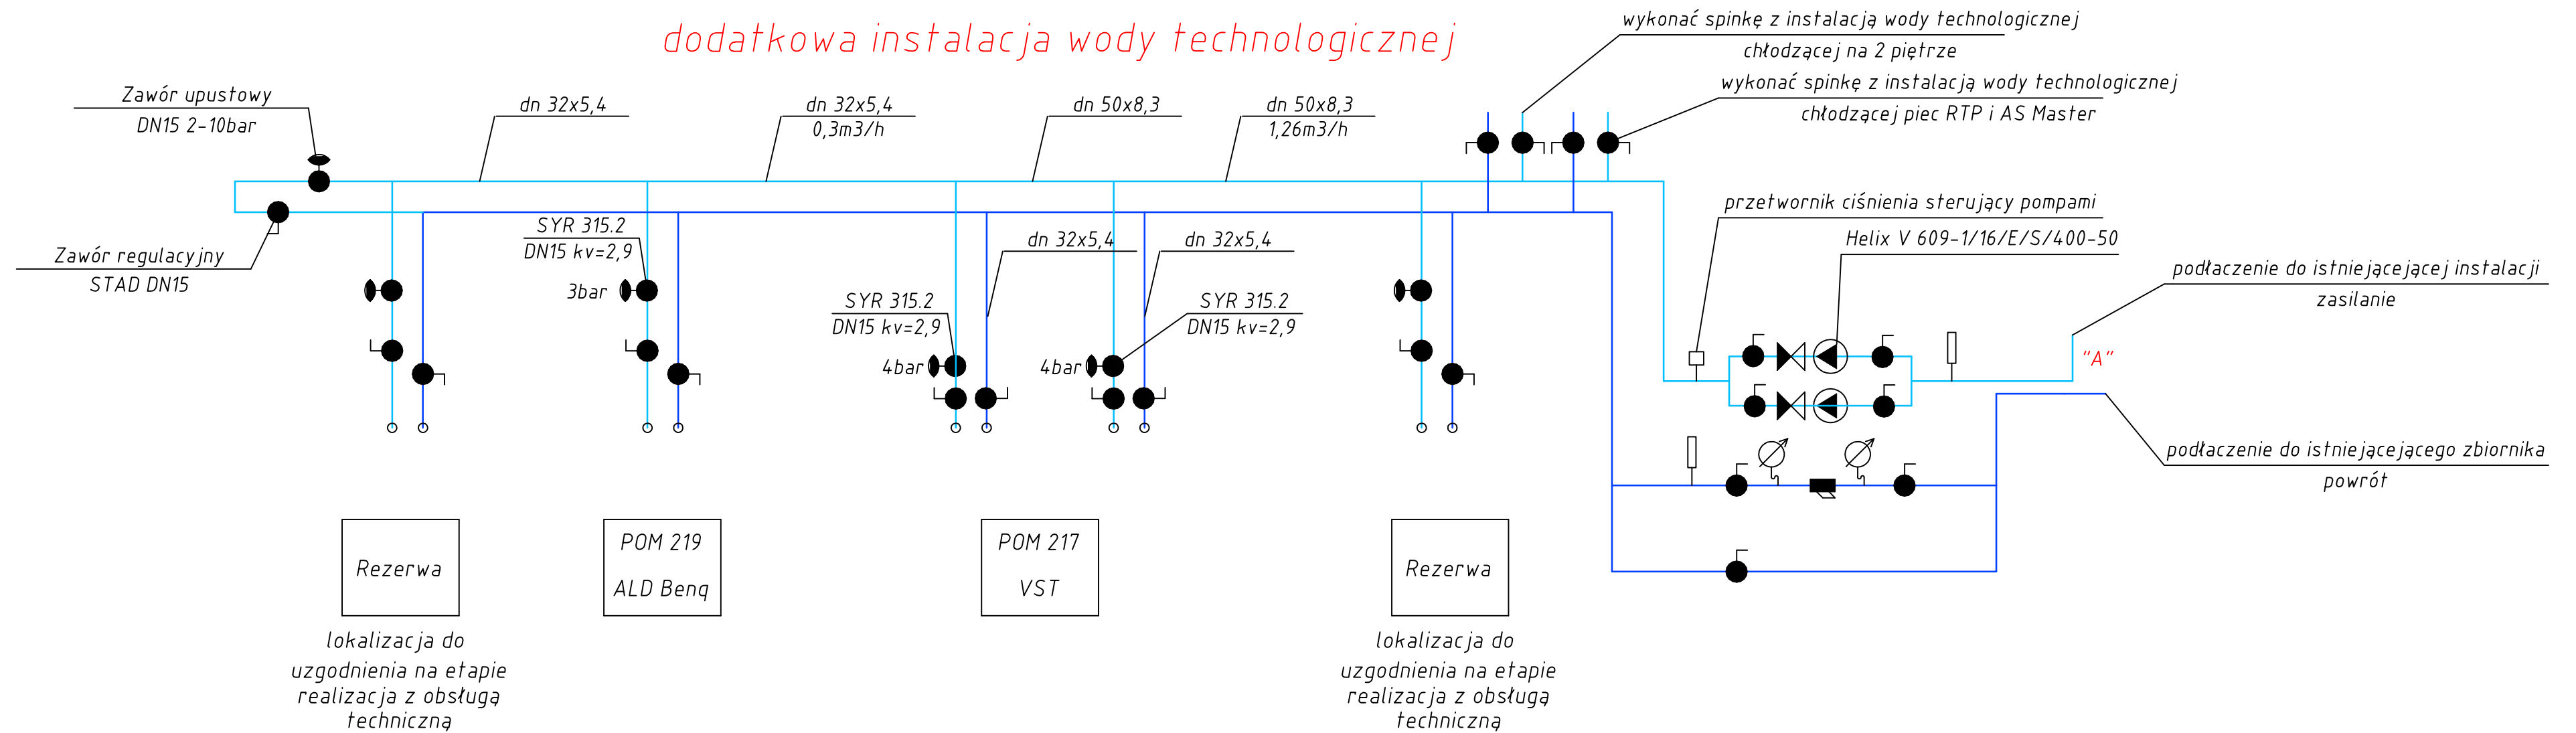 dodatkowa instalacja wody technologicznej
wykonać spinkę z instalacją wody technologicznej
chłodzącej na 2 piętrze
wykonać spinkę z instalacją wody technologicznej
chłodzącej piec RTP i AS Master
Zawór upustowy
DN15 2-10bar
dn 32x5,4
dn 32x5,4
0,3m3/h
dn 50x8,3
dn 50x8,3
1,26m3/h
Zawór regulacyjny
STAD DN15
SYR 315.2
DN15 kv=2,9
3bar
dn 32x5,4
dn 32x5,4
SYR 315.2
DN15 kv=2,9
4bar
SYR 315.2
DN15 kv=2,9
4bar
przetwornik ciśnienia sterujący pompami
Helix V 609-1/16/E/S/400-50
podłaczenie do istniejącejącej instalacji
zasilanie
"A"
podłaczenie do istniejącejącego zbiornika
powrót
Rezerwa
lokalizacja do
uzgodnienia na etapie
realizacja z obsługą
techniczną
POM 219
ALD Benq
POM 217
VST
Rezerwa
lokalizacja do
uzgodnienia na etapie
realizacja z obsługą
techniczną